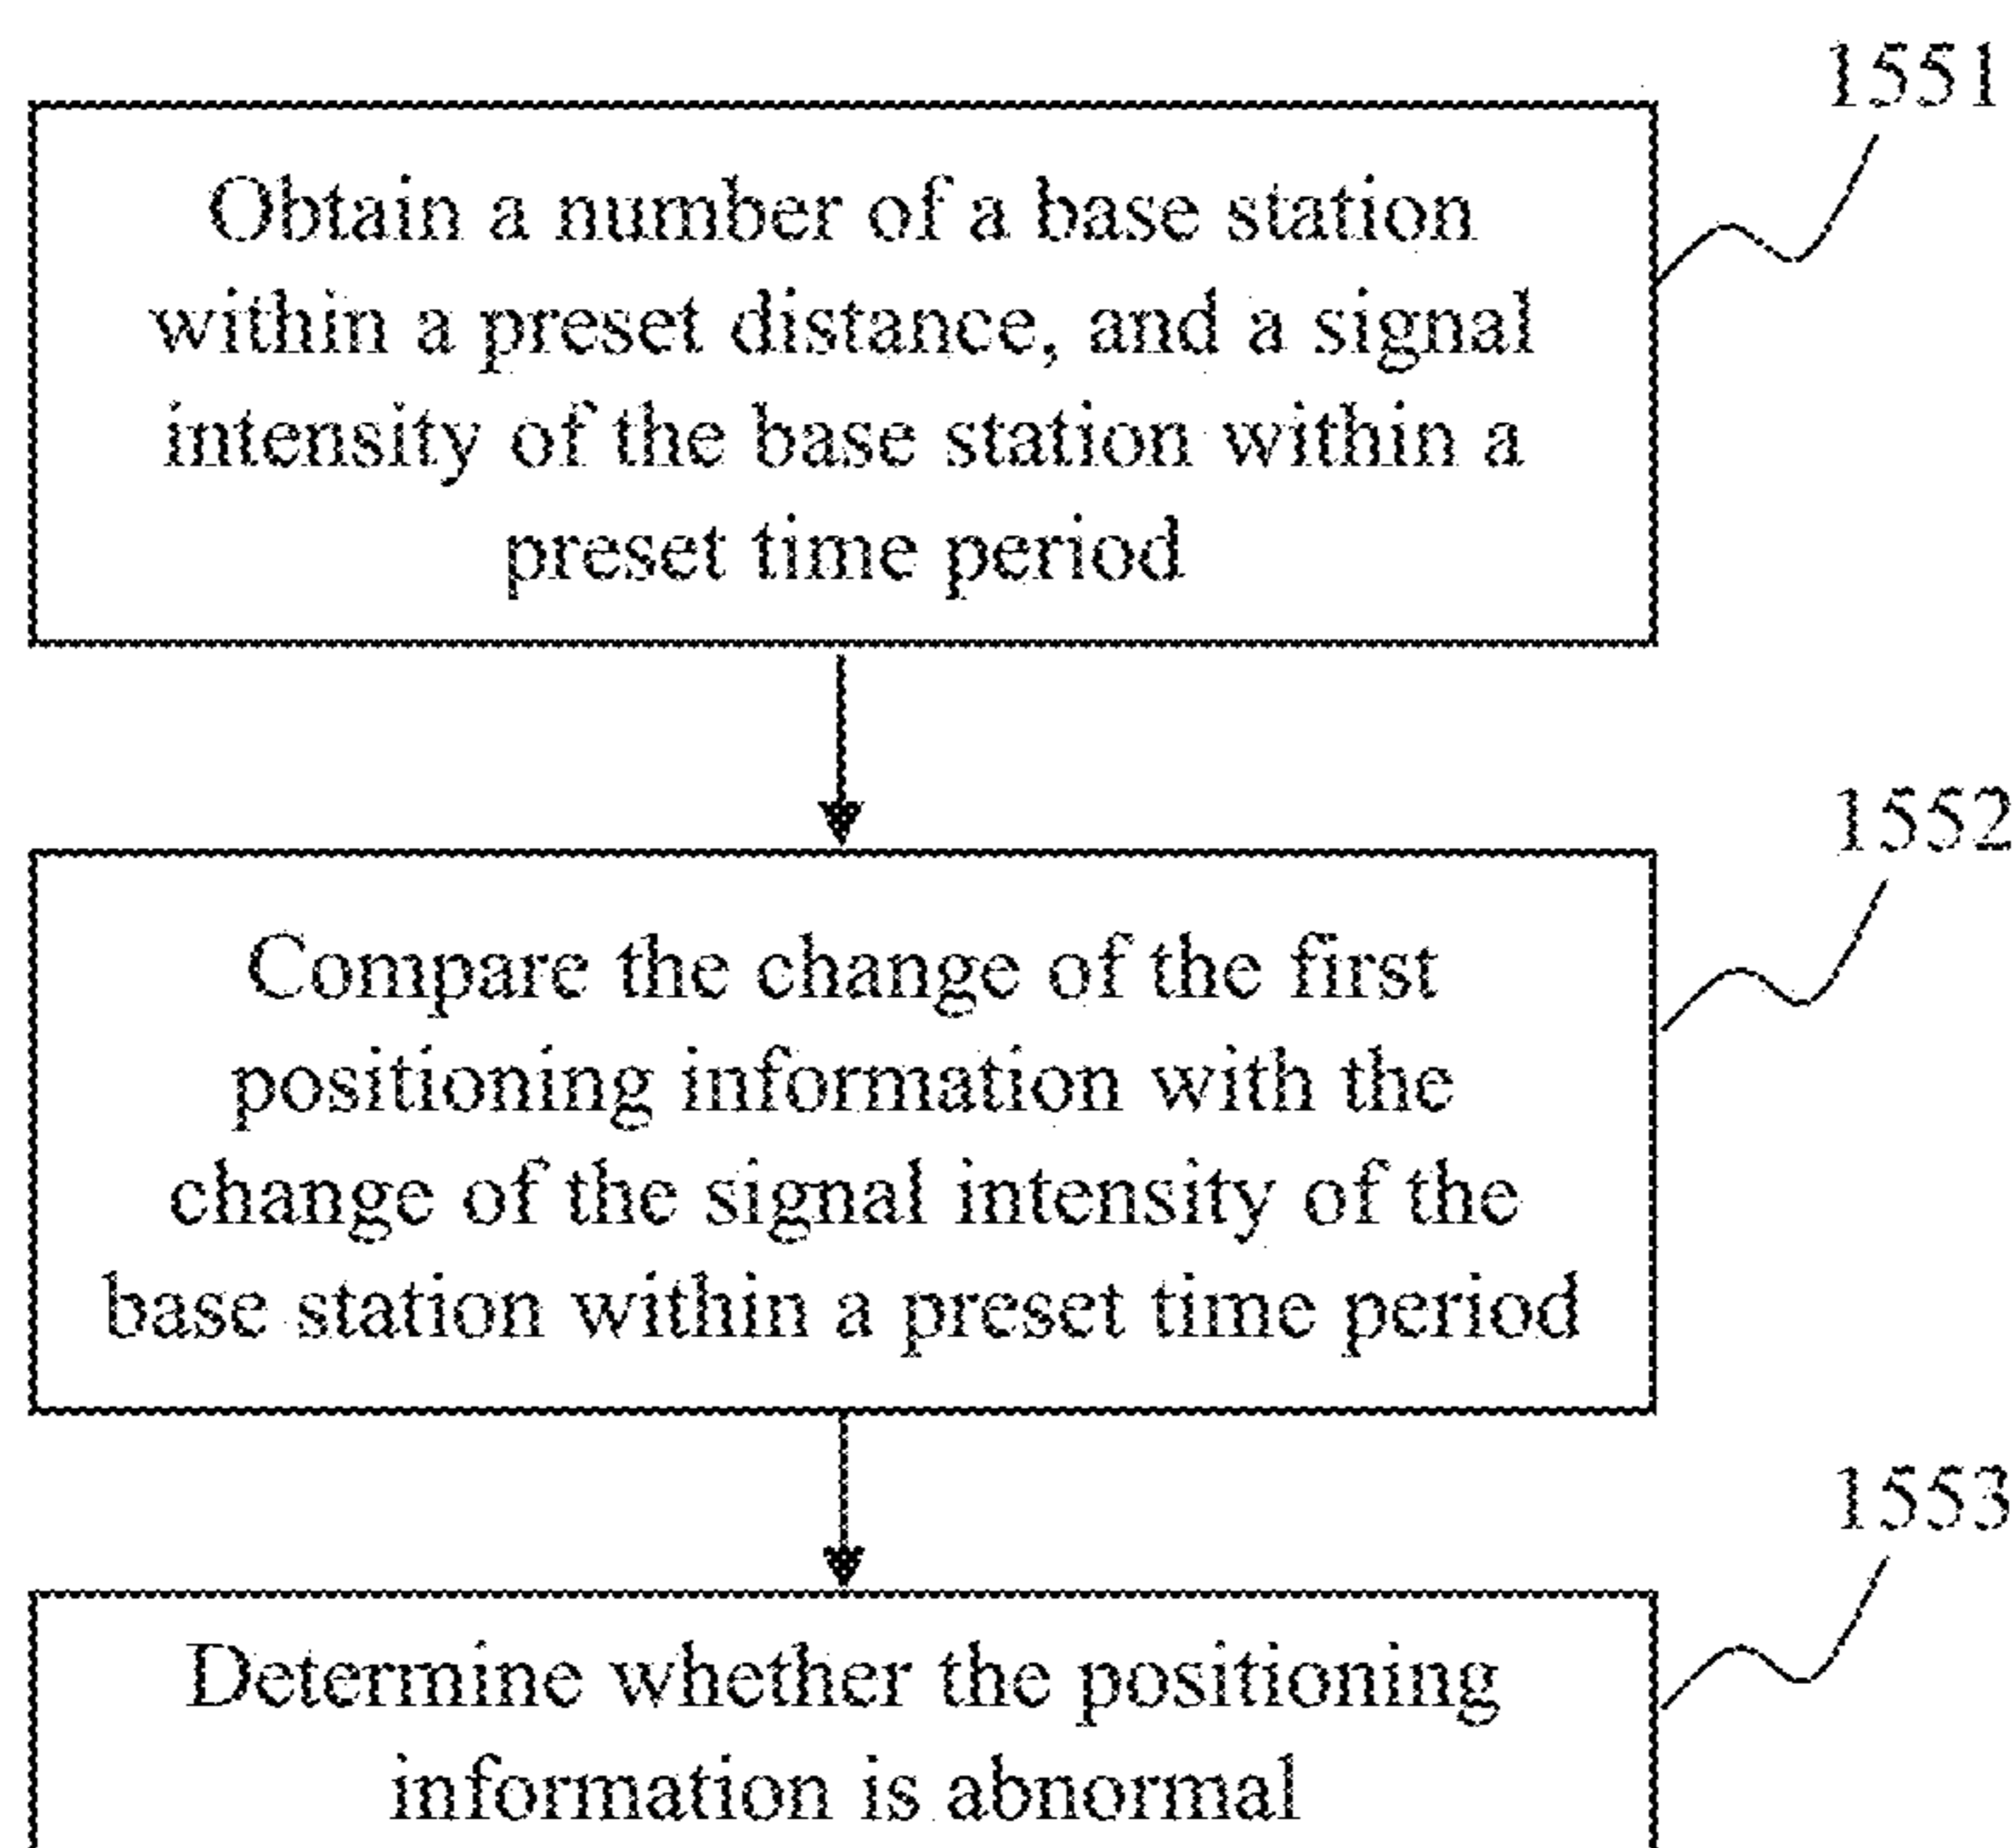 1551
Obtain a number of a base station
within a preset distance, and a signal
intensity of the base station within a
preset time period
1552
Compare the change of the first
positioning information with the
change of the signal intensity of the
base station within a preset time period
1553
Determine whether the positioning
information is abnormal